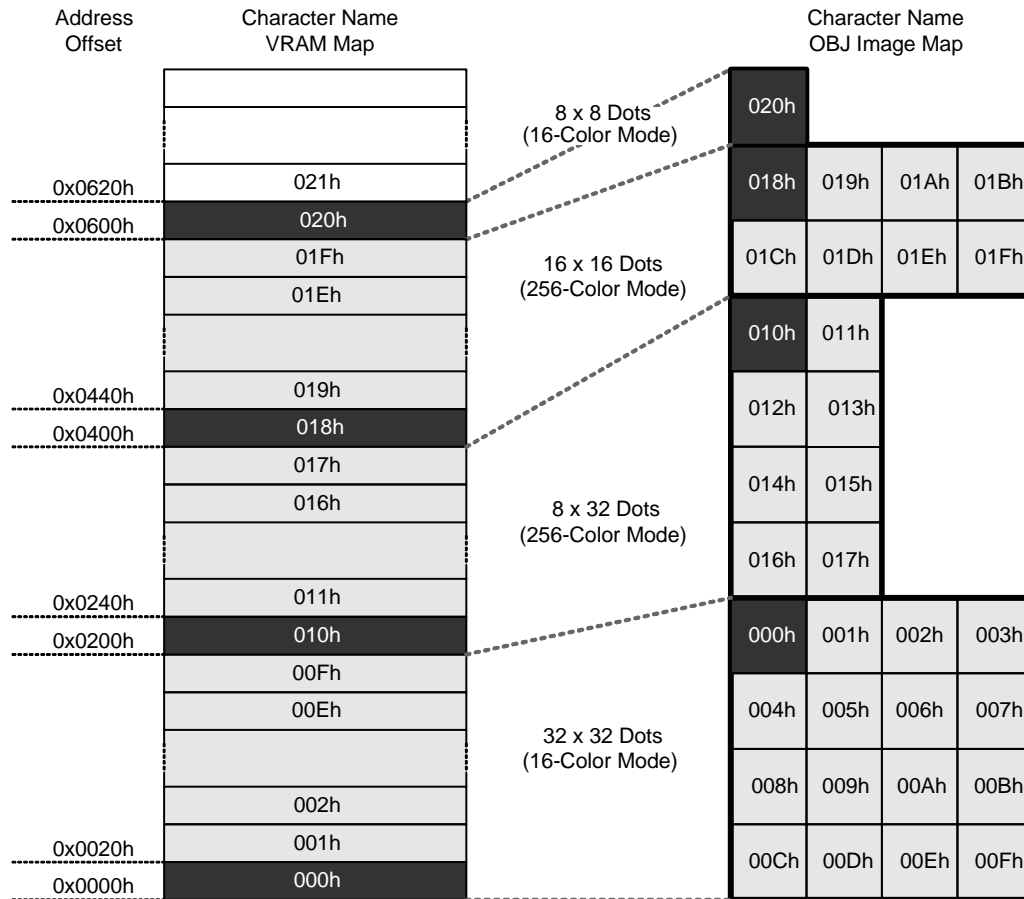 Address
Offset
Character Name
VRAM Map
Character Name
OBJ Image Map
021h
020h
01Fh
01Eh
019h
018h
017h
016h
011h
010h
00Fh
00Eh
002h
001h
000h
0x0620h
0x0600h
0x0440h
0x0400h
0x0240h
0x0200h
0x0020h
0x0000h
8 x 8 Dots
(16-Color Mode)
16 x 16 Dots
(256-Color Mode)
8 x 32 Dots
(256-Color Mode)
32 x 32 Dots
(16-Color Mode)
020h
018h 019h 01Ah 01Bh
01Ch 01Dh 01Eh 01Fh
010h 011h
012h 013h
014h 015h
016h 017h
000h 001h 002h 003h
004h 005h 006h 007h
008h 009h 00Ah 00Bh
00Ch 00Dh 00Eh 00Fh